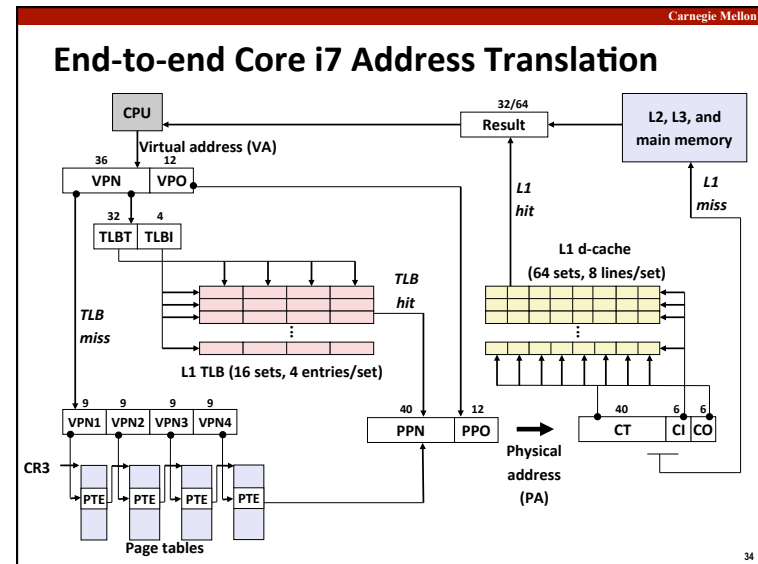 Carnegie Mellon
End-to-end Core i7 Address Translation
CPU
Virtual address (VA)
36 12
VPN VPO
32 4
TLBT TLBI
TLB
miss
TLB
hit
...
L1 TLB (16 sets, 4 entries/set)
9 9 9 9
VPN1 VPN2 VPN3 VPN4
CR3
PTE PTE PTE PTE
Page tables
40 12
PPN PPO
Physical
address
(PA)
32/64
Result
L1
hit
L2, L3, and
main memory
L1
miss
L1 d-cache
(64 sets, 8 lines/set)
...
40 6 6
CT CI CO
34